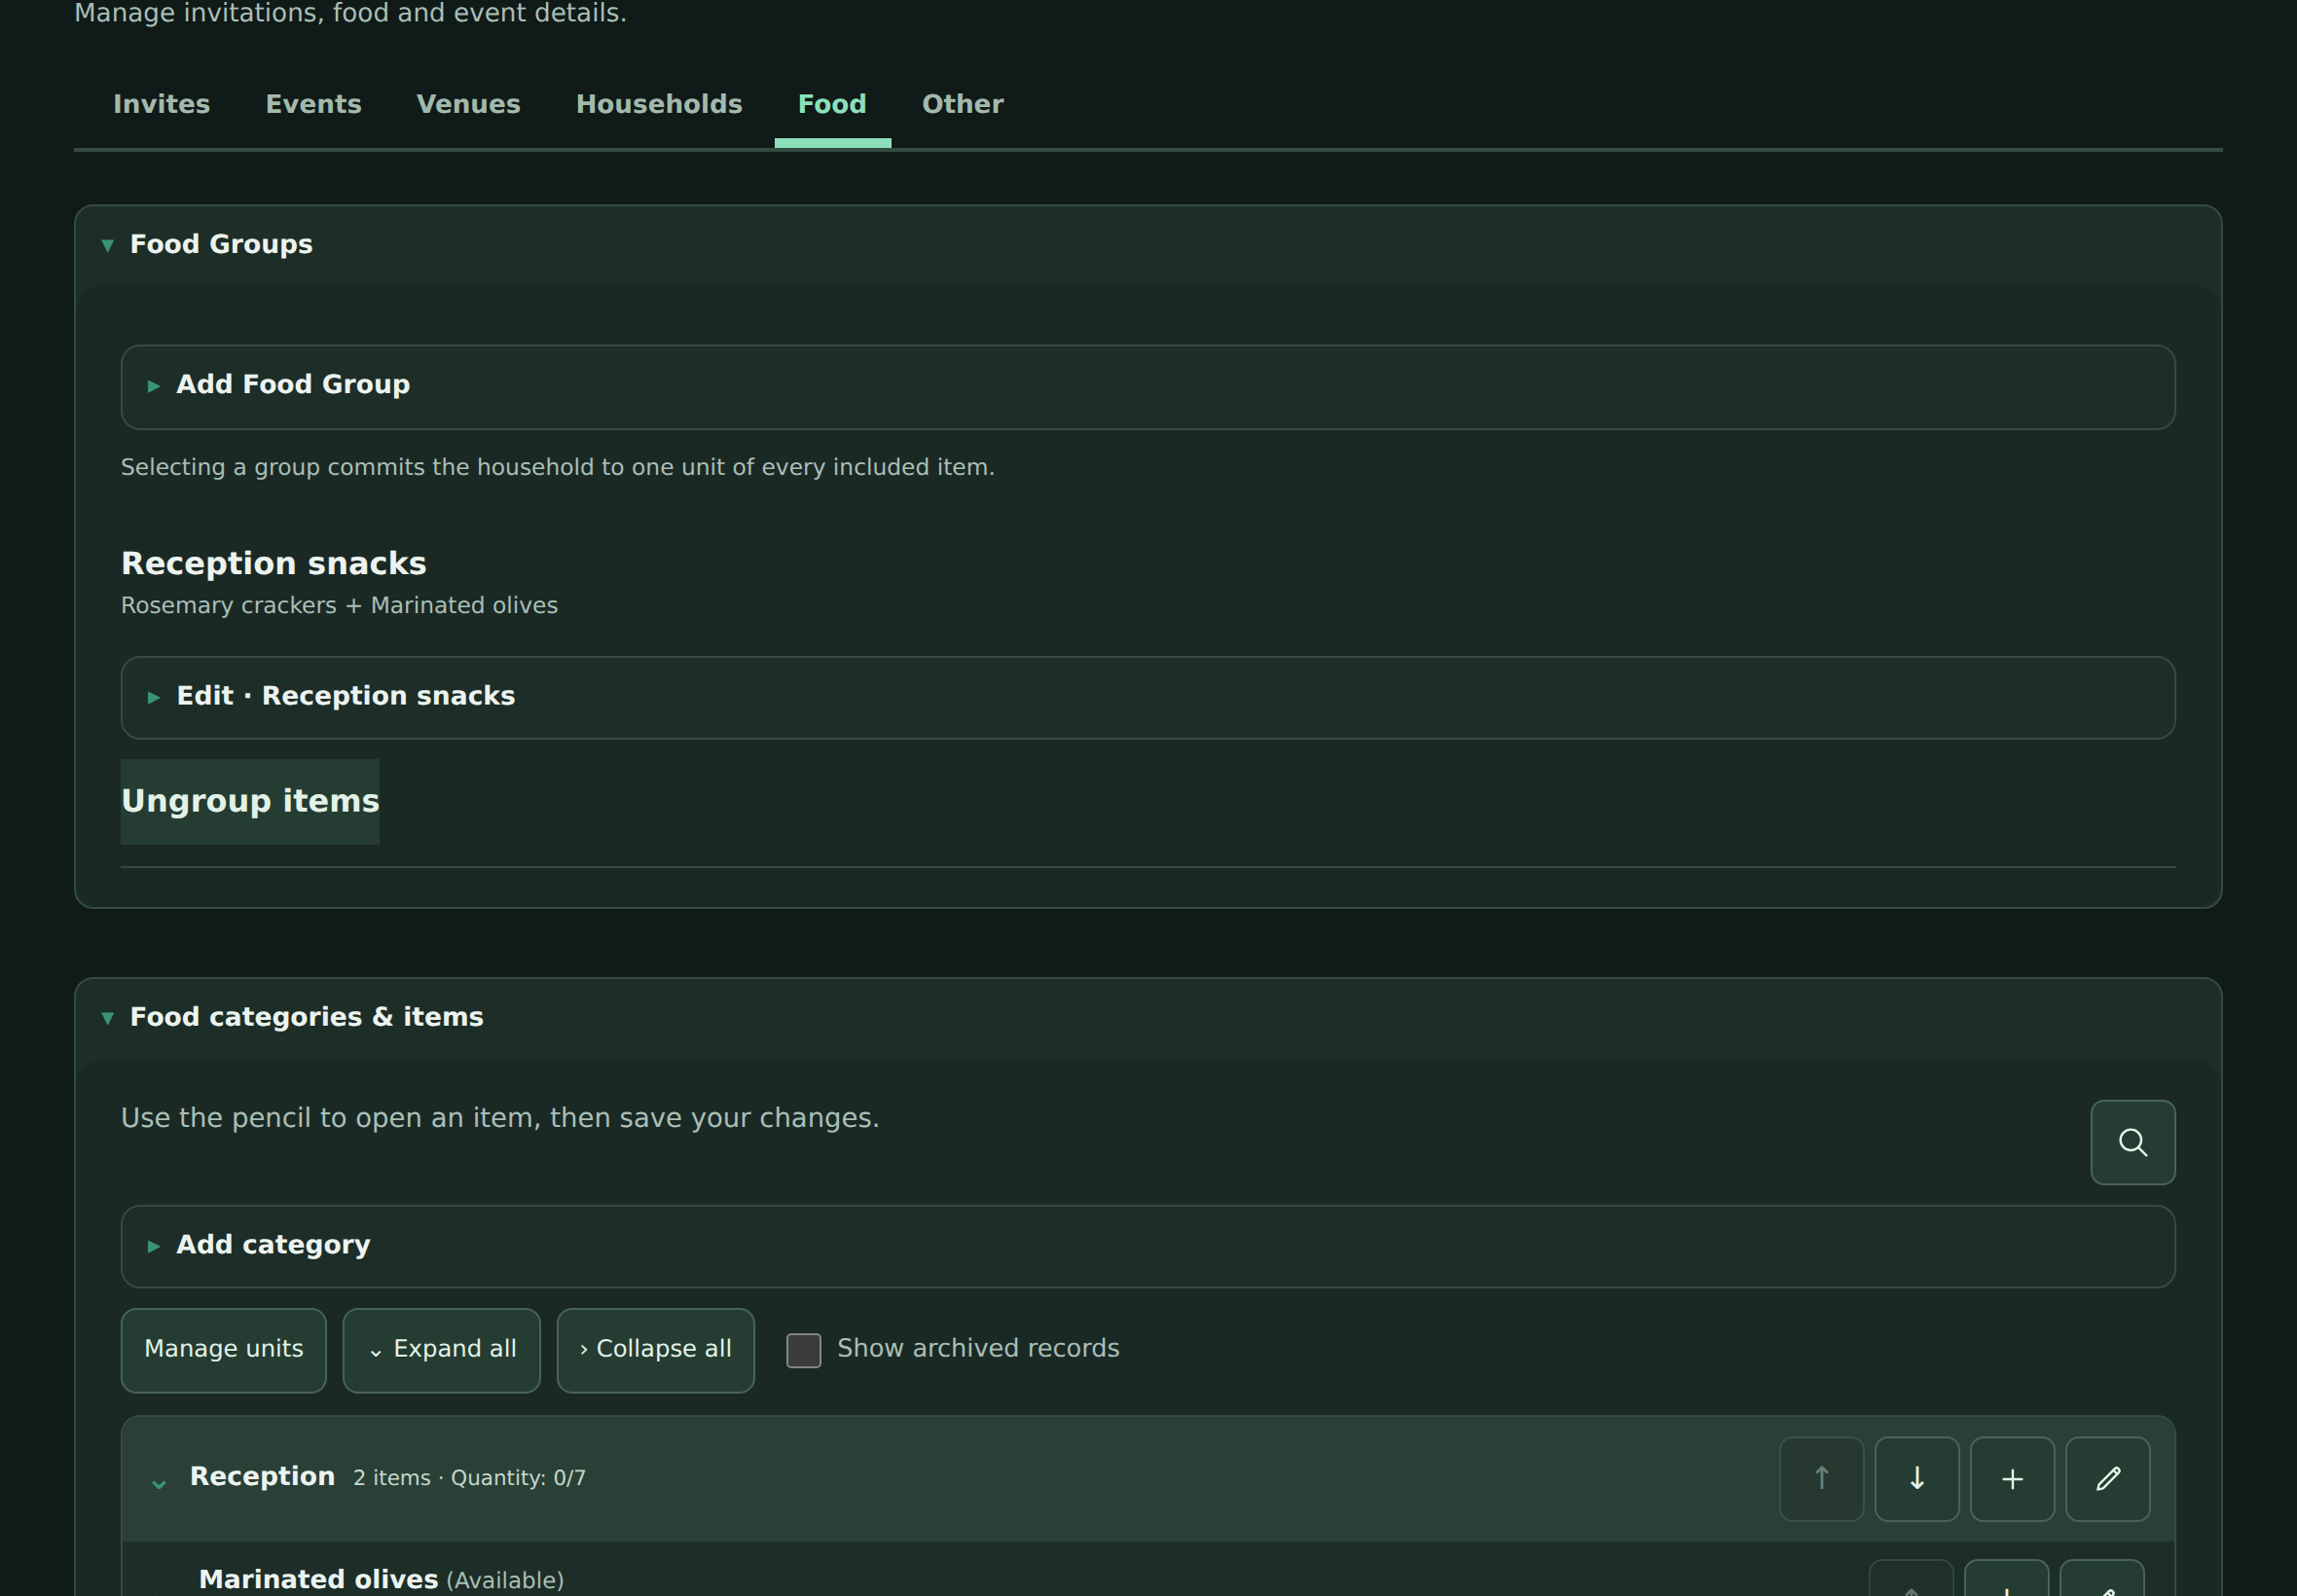 Manage invitations, food and event details.
Invites Events Venues Households Food Other
▼ Food Groups
▶ Add Food Group
Selecting a group commits the household to one unit of every included item.
Reception snacks
Rosemary crackers + Marinated olives
▶ Edit · Reception snacks
Ungroup items
▼ Food categories & items
Use the pencil to open an item, then save your changes.
▶ Add category
Manage units ⌄ Expand all › Collapse all Show archived records
⌄ Reception 2 items · Quantity: 0/7 ↑ ↓ +
Marinated olives (Available)